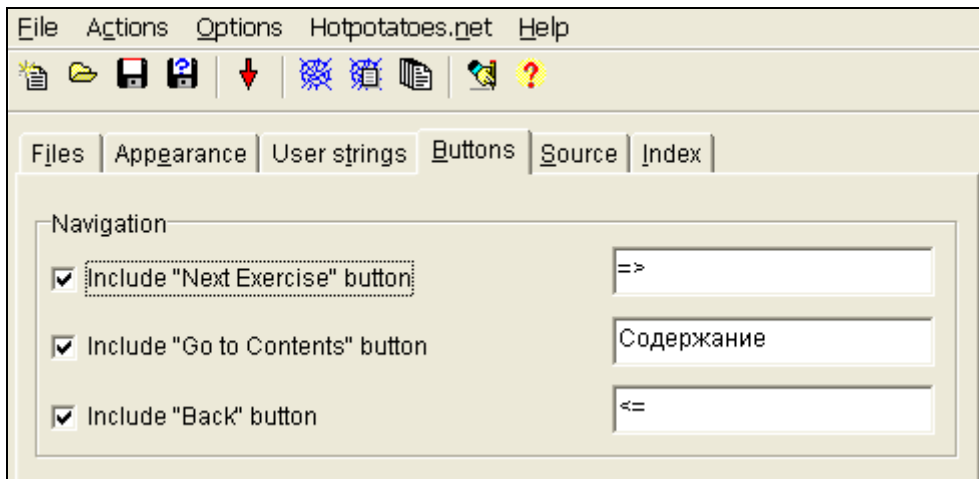 File Actions Options Hotpotatoes.net Help
Files Appearance User strings Buttons Source Index
Navigation
Include "Next Exercise" button =>
Include "Go to Contents" button Содержание
Include "Back" button <=